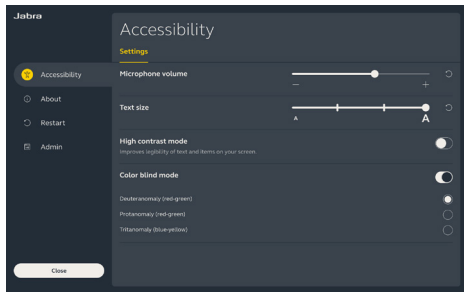 Jabra
Accessibility
Settings
Accessibility
About
Restart
Admin
Microphone volume
Text size
A
A
High contrast mode
Improves legibility of text and items on your screen
Color blind mode
Deuteranomaly (red-green)
Protanomaly (red-green)
Tritanomaly (blue-yellow)
Close